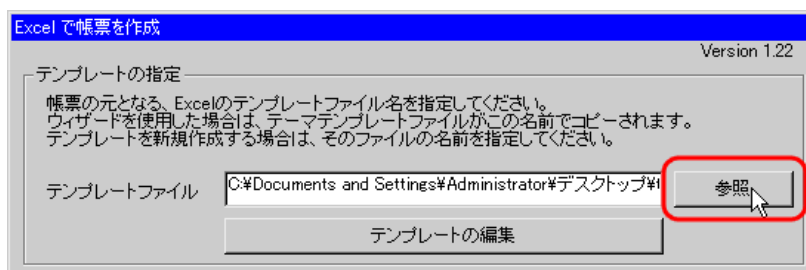 Excel で帳票を作成
Version 1.22
テンプレートの指定
帳票の元となる、Excelのテンプレートファイル名を指定してください。
ウィザードを使用した場合は、テーマテンプレートファイルがこの名前でコピーされます。
テンプレートを新規作成する場合は、そのファイルの名前を指定してください。
テンプレートファイル C:¥Documents and Settings¥Administrator¥デスクトップ¥t 参照
テンプレートの編集